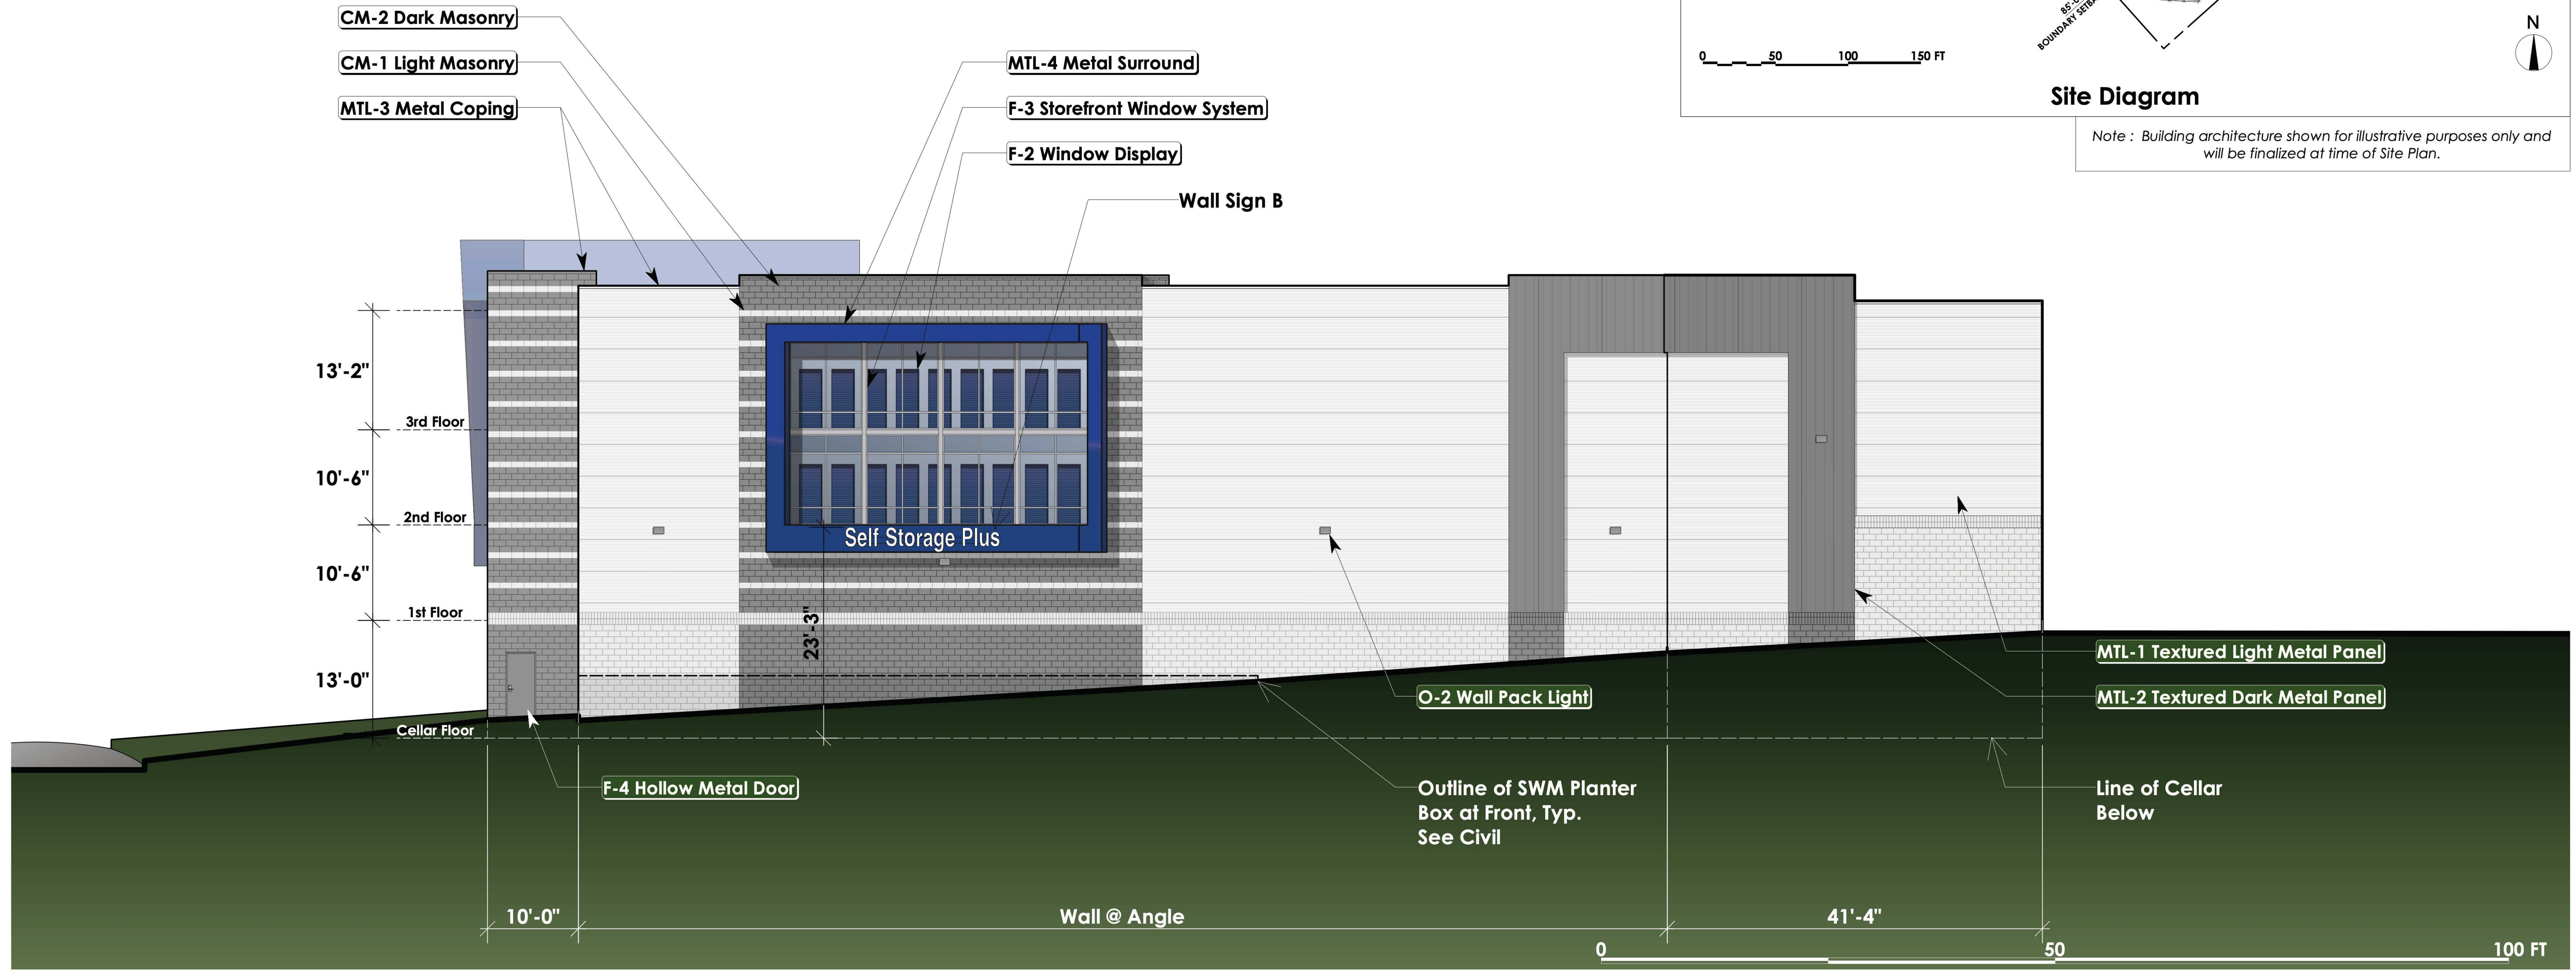 CM-2 Dark Masonry
CM-1 Light Masonry
MTL-3 Metal Coping
MTL-4 Metal Surround
F-3 Storefront Window System
F-2 Window Display
Wall Sign B
BOUNDARY
0 50 100 150 FT
N
Site Diagram
Note : Building architecture shown for illustrative purposes only and
will be finalized at time of Site Plan.
13'-2"
3rd Floor
10'-6"
2nd Floor
10'-6"
1st Floor
13'-0"
Cellar Floor
Self Storage Plus
23'-3"
F-4 Hollow Metal Door
O-2 Wall Pack Light
Outline of SWM Planter
Box at Front, Typ.
See Civil
MTL-1 Textured Light Metal Panel
MTL-2 Textured Dark Metal Panel
Line of Cellar
Below
10'-0"
Wall @ Angle
41'-4"
0 50 100 FT